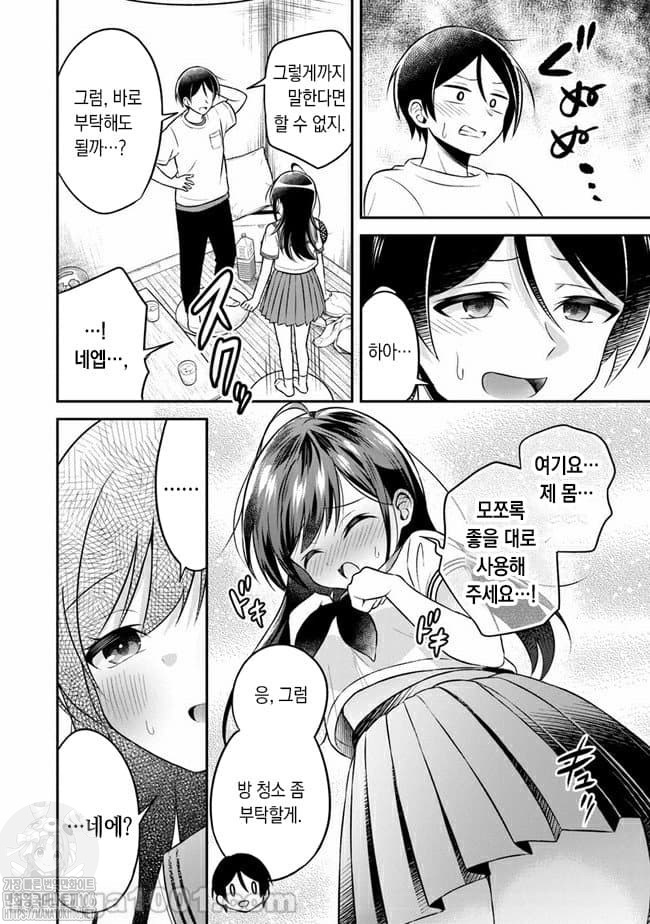 ぐぬぬぬ…
그렇게까지
말한다면
할 수 없지.
그럼, 바로
부탁해도
될까…?
하아…
…!
네엡…,
スクッ
여기요…
제 몸…
모쪼록
좋을 대로
사용해
주세요…!
ドキ
ドキ
……
응, 그럼
방 청소 좀
부탁할게.
…네에?